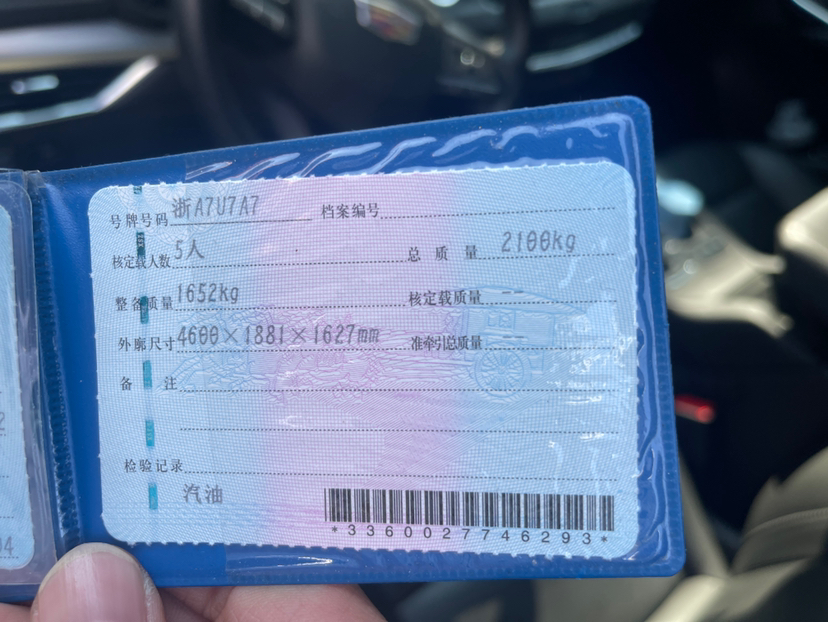 号牌号码 浙A7U7A7 档案编号
核定载人数 5人 总质量 2100kg
整备质量 1652kg 核定载质量 --
外廓尺寸 4600×1881×1627mm 准牵引总质量 --
备注
检验记录
汽油
*3360027746293*